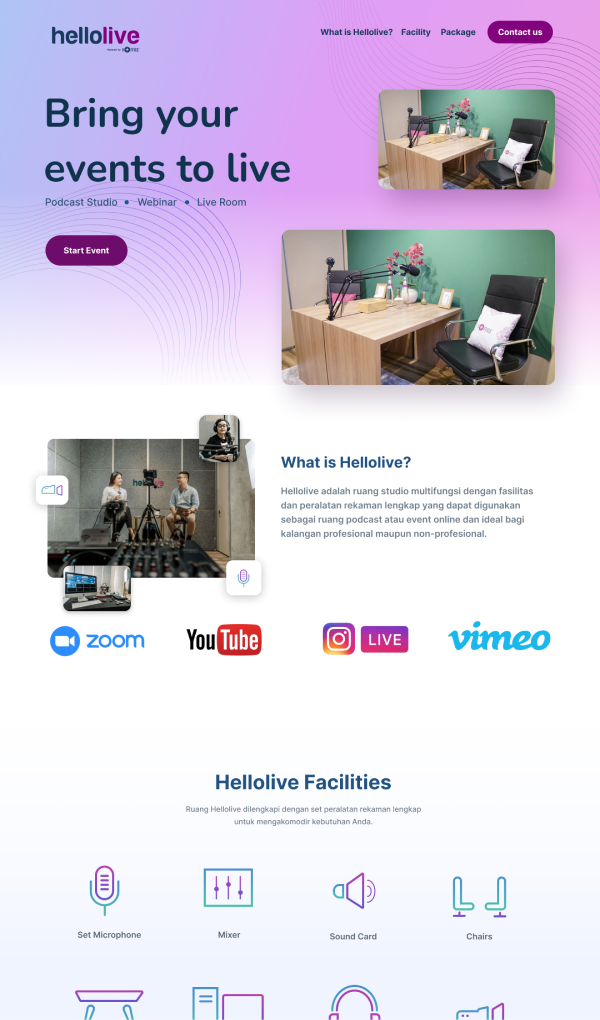 hellolive
What is Hellolive?
Facility
Package
Contact us
Bring your
events to live
Podcast Studio • Webinar • Live Room
Start Event
What is Hellolive?
Hellolive adalah ruang studio multifungsi dengan fasilitas
dan peralatan rekaman lengkap yang dapat digunakan
sebagai ruang podcast atau event online dan ideal bagi
kalangan profesional maupun non-profesional.
zoom
YouTube
LIVE
vimeo
Hellolive Facilities
Ruang Hellolive dilengkapi dengan set peralatan rekaman lengkap
untuk mengakomodir kebutuhan Anda.
Set Microphone
Mixer
Sound Card
Chairs